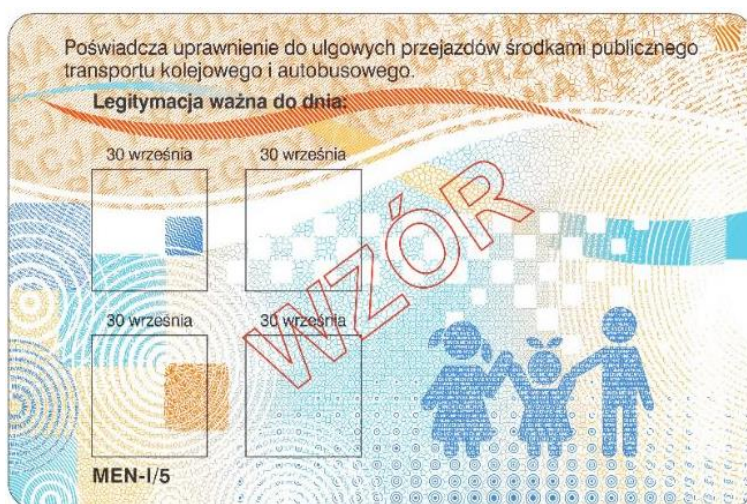 Poświadcza uprawnienie do ulgowych przejazdów środkami publicznego
transportu kolejowego i autobusowego.
Legitymacja ważna do dnia:
30 września 30 września
WZÓR
30 września 30 września
MEN-I/5